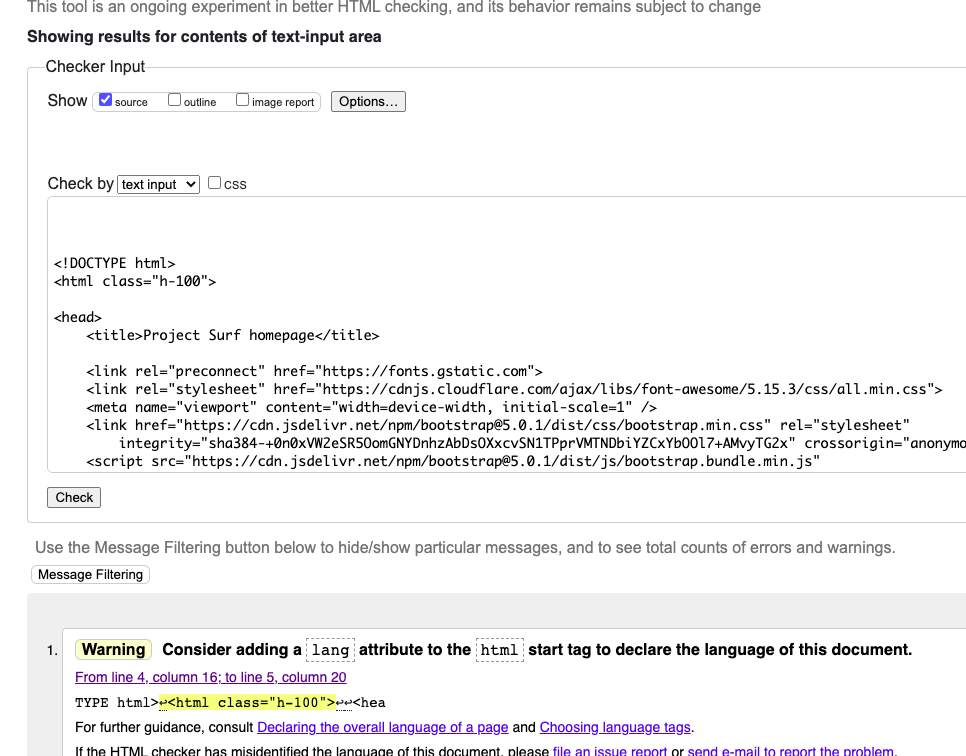 This tool is an ongoing experiment in better HTML checking, and its behavior remains subject to change
Showing results for contents of text-input area
Checker Input
Show source outline image report Options...
Check by text input css
<!DOCTYPE html>
<html class="h-100">
<head>
<title>Project Surf homepage</title>
<link rel="preconnect" href="https://fonts.gstatic.com">
<link rel="stylesheet" href="https://cdnjs.cloudflare.com/ajax/libs/font-awesome/5.15.3/css/all.min.css">
<meta name="viewport" content="width=device-width, initial-scale=1" />
<link href="https://cdn.jsdelivr.net/npm/bootstrap@5.0.1/dist/css/bootstrap.min.css" rel="stylesheet"
integrity="sha384-+0n0xVW2eSR5OomGNYDnhzAbDsOXxcvSN1TPprVMTNDbiYZCxYbOOl7+AMvyTG2x" crossorigin="anonymo
<script src="https://cdn.jsdelivr.net/npm/bootstrap@5.0.1/dist/js/bootstrap.bundle.min.js"
Check
Use the Message Filtering button below to hide/show particular messages, and to see total counts of errors and warnings.
Message Filtering
1. Warning Consider adding a lang attribute to the html start tag to declare the language of this document.
From line 4, column 16; to line 5, column 20
TYPE html>↩<html class="h-100">↩↩<hea
For further guidance, consult Declaring the overall language of a page and Choosing language tags.
If the HTML checker has misidentified the language of this document, please file an issue report or send e-mail to report the problem.